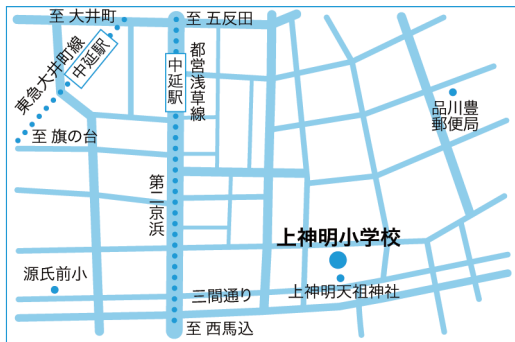 至 大井町
至 五反田
東急大井町線
中延駅
中延駅
都営浅草線
品川豊
郵便局
至 旗の台
第二京浜
上神明小学校
源氏前小
三間通り
上神明天祖神社
至 西馬込